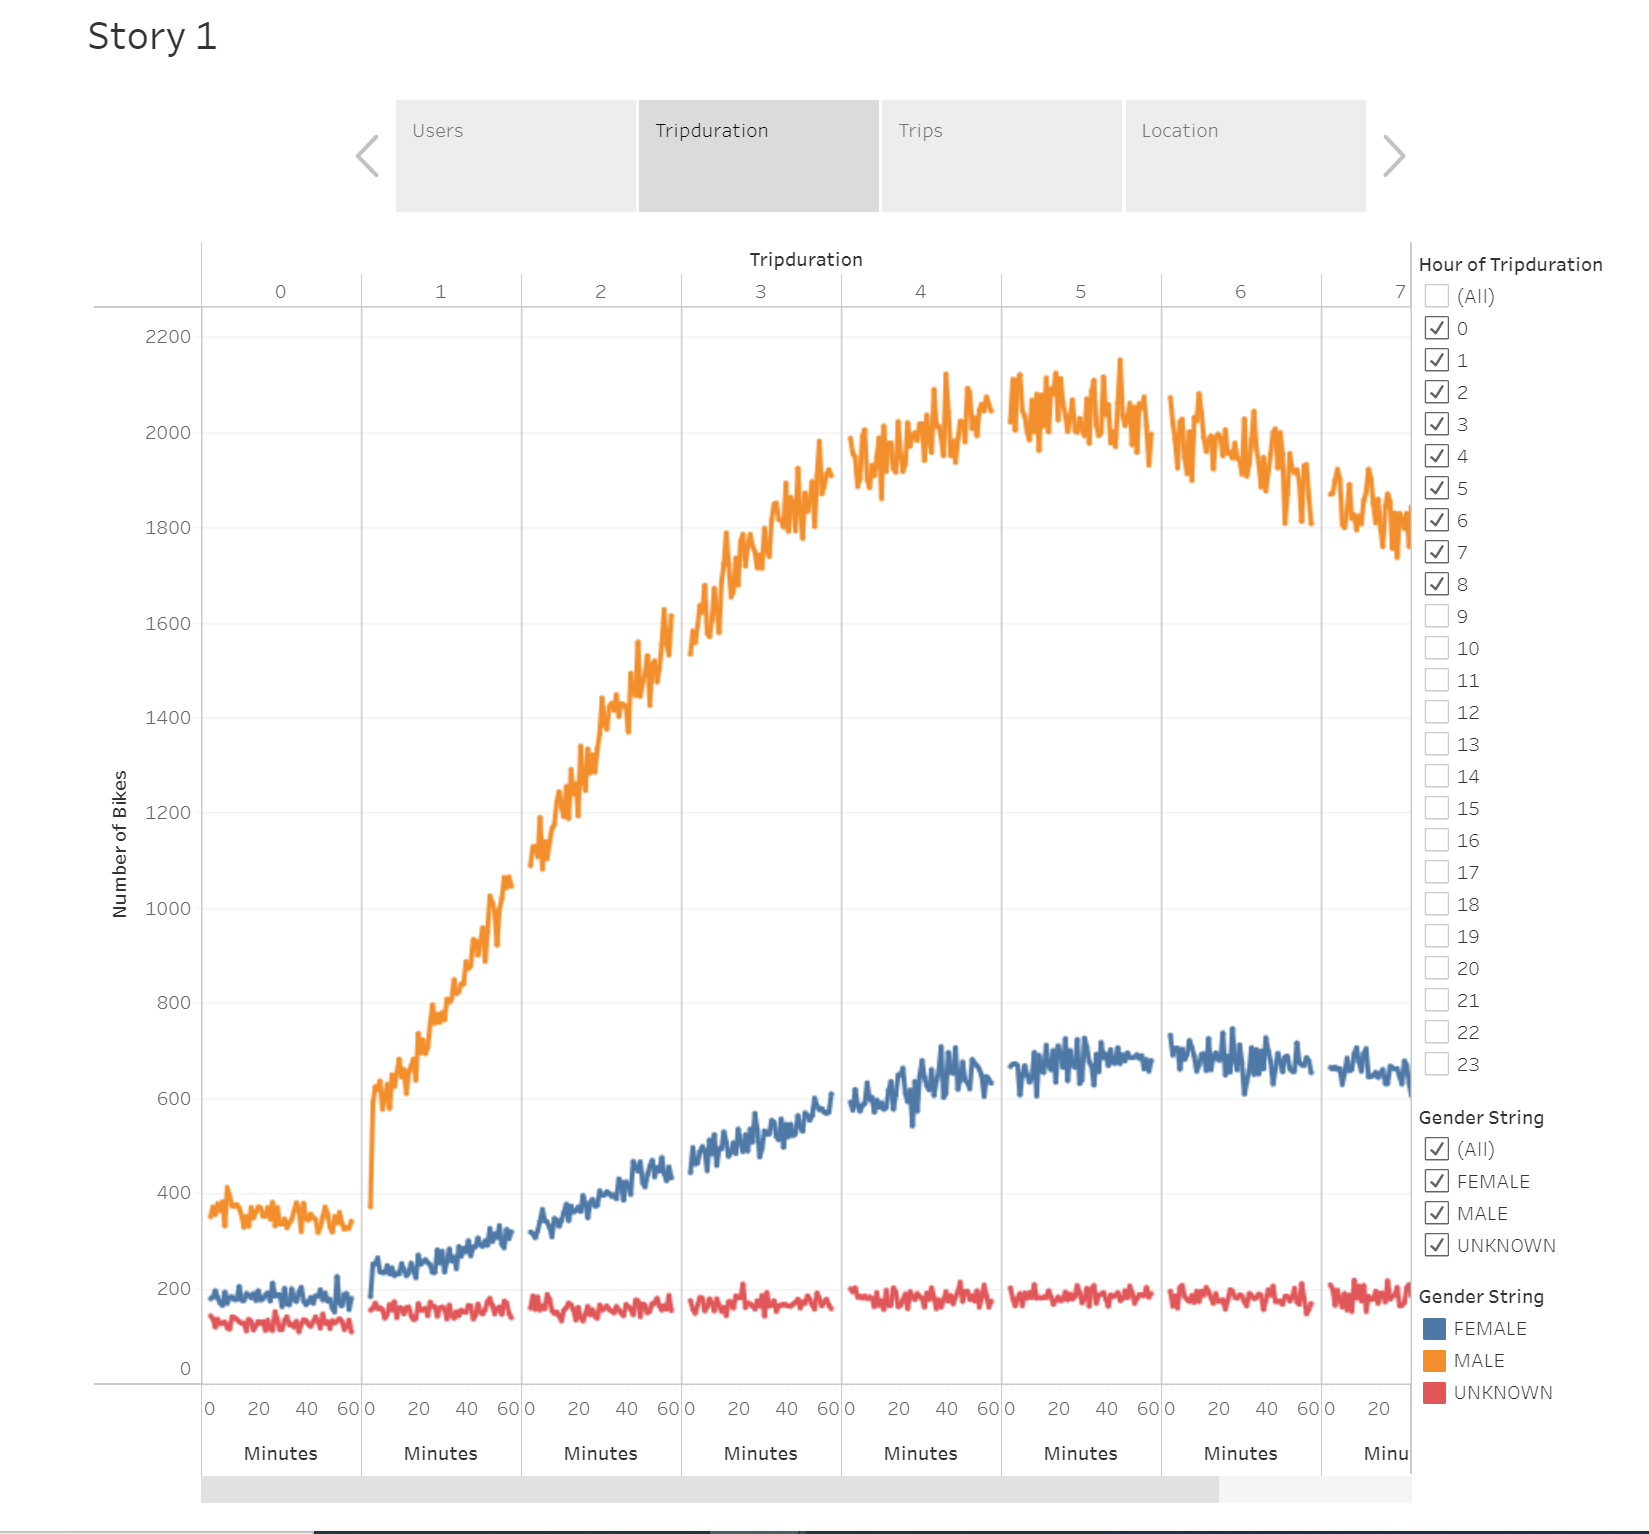 Story 1
Users
Tripduration
Trips
Location
Tripduration
0 1 2 3 4 5 6 7
2200
2000
1800
1600
1400
1200
1000
800
600
400
200
0
Number of Bikes
0 20 40 60 0 20 40 60 0 20 40 60 0 20 40 60 0 20 40 60 0 20 40 60 0 20 40 60 0 20
Minutes Minutes Minutes Minutes Minutes Minutes Minutes Minu
Hour of Tripduration
(All)
0
1
2
3
4
5
6
7
8
9
10
11
12
13
14
15
16
17
18
19
20
21
22
23
Gender String
(All)
FEMALE
MALE
UNKNOWN
Gender String
FEMALE
MALE
UNKNOWN